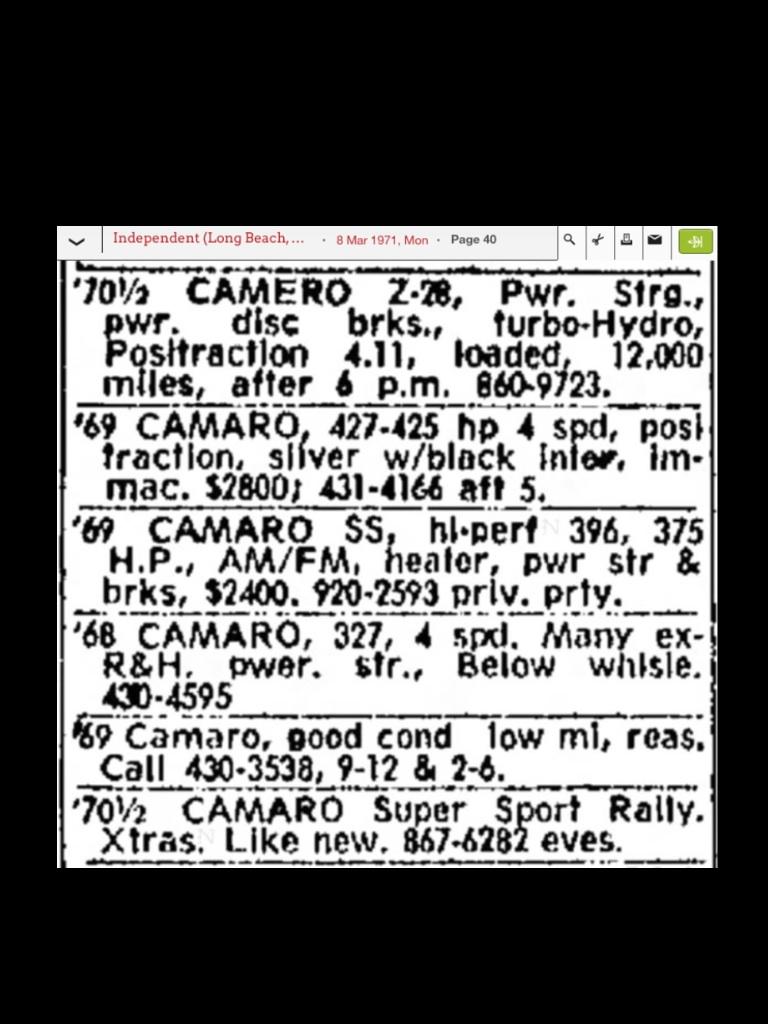 Independent (Long Beach, ... · 8 Mar 1971, Mon · Page 40
'70½ CAMERO Z-28, Pwr. Strg.,
pwr. disc brks., turbo-Hydro,
Positraction 4.11, loaded, 12,000
miles, after 6 p.m. 860-9723.
'69 CAMARO, 427-425 hp 4 spd, posi
traction, silver w/black inter. im-
mac. $2800; 431-4166 aft 5.
'69 CAMARO SS, hi-perf 396, 375
H.P., AM/FM, heater, pwr str &
brks, $2400. 920-2593 priv. prty.
'68 CAMARO, 327, 4 spd. Many ex-
R&H. pwer. str., Below whlsle.
430-4595
'69 Camaro, good cond low mi, reas.
Call 430-3538, 9-12 & 2-6.
'70½ CAMARO Super Sport Rally.
Xtras. Like new. 867-6282 eves.